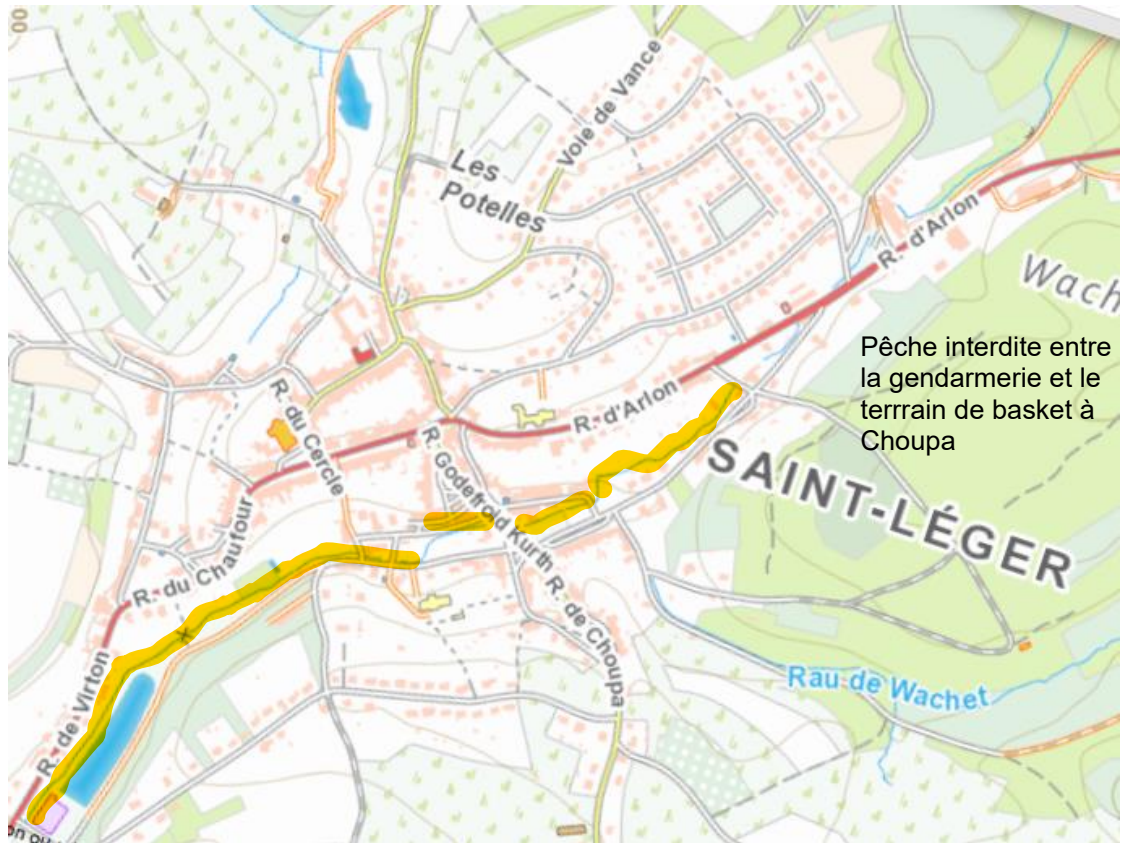 00
Voie de Vance
Les
Potelles
R. d'Arlon
Wach
Pêche interdite entre
la gendarmerie et le
terrrain de basket à
Choupa
R. du Cercle
R. d'Arlon
R. Godefroid Kurth
SAINT-LÉGER
R. du Chaufour
R. de Choupa
Rau de Wachet
R. de Virton